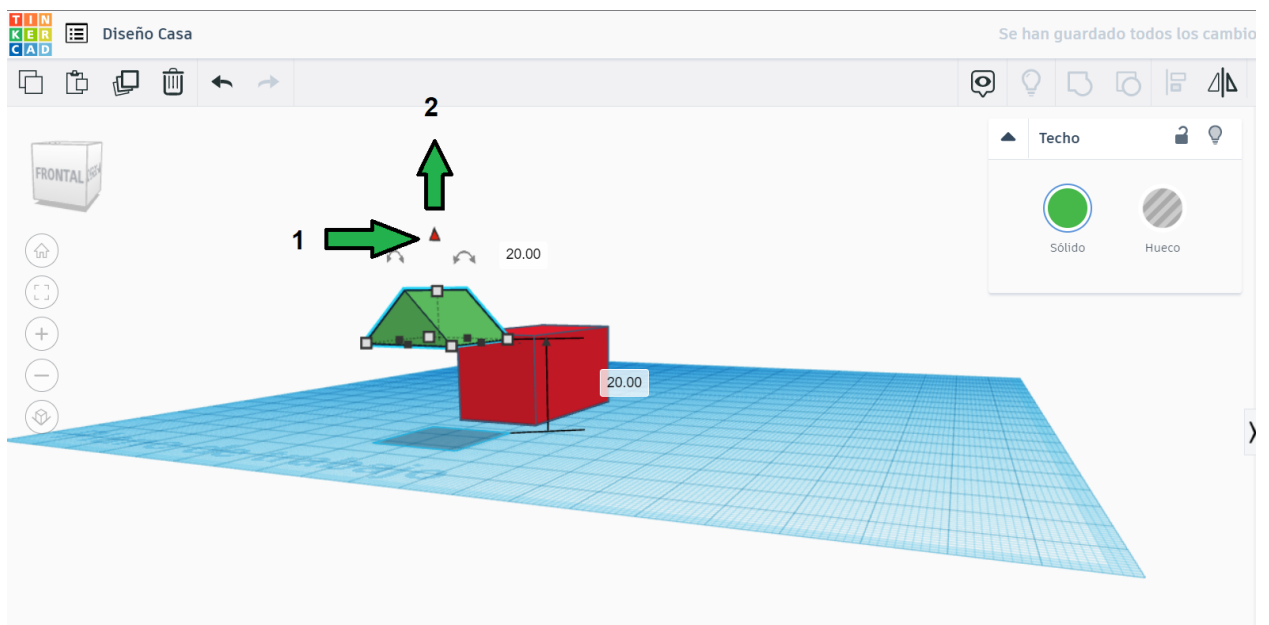 TIN
KER
CAD
Diseño Casa
Se han guardado todos los cambio
2
FRONTAL
Techo
1
20.00
Sólido
Hueco
20.00